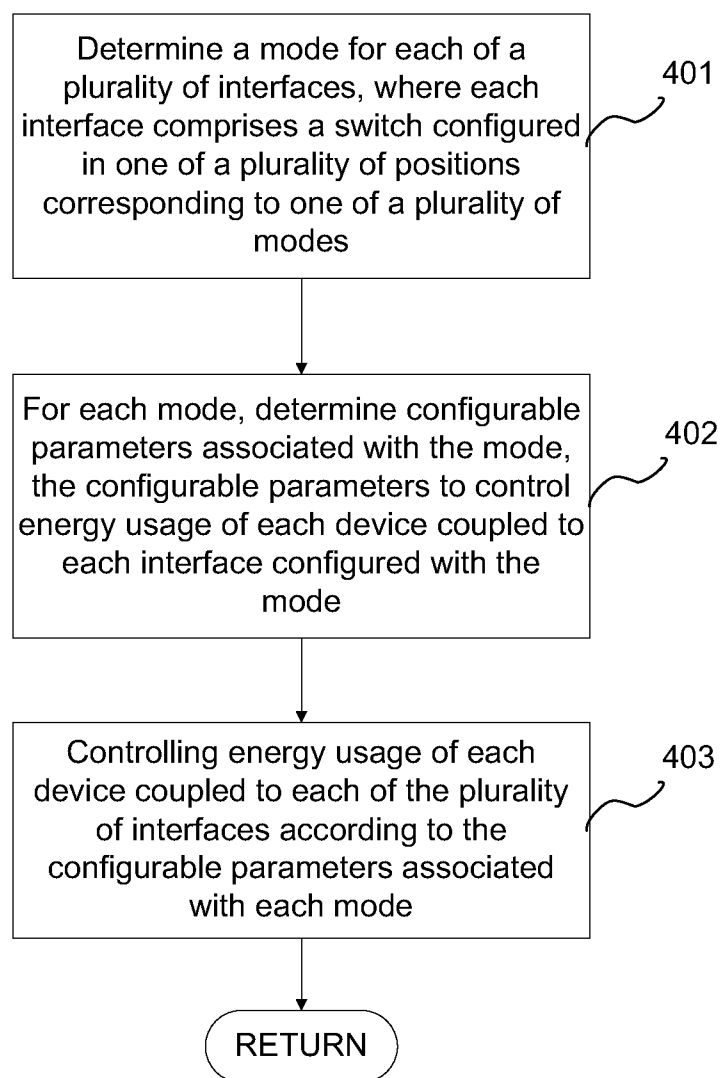 Determine a mode for each of a
plurality of interfaces, where each
interface comprises a switch configured
in one of a plurality of positions
corresponding to one of a plurality of
modes
401
For each mode, determine configurable
parameters associated with the mode,
the configurable parameters to control
energy usage of each device coupled to
each interface configured with the
mode
402
Controlling energy usage of each
device coupled to each of the plurality
of interfaces according to the
configurable parameters associated
with each mode
403
RETURN